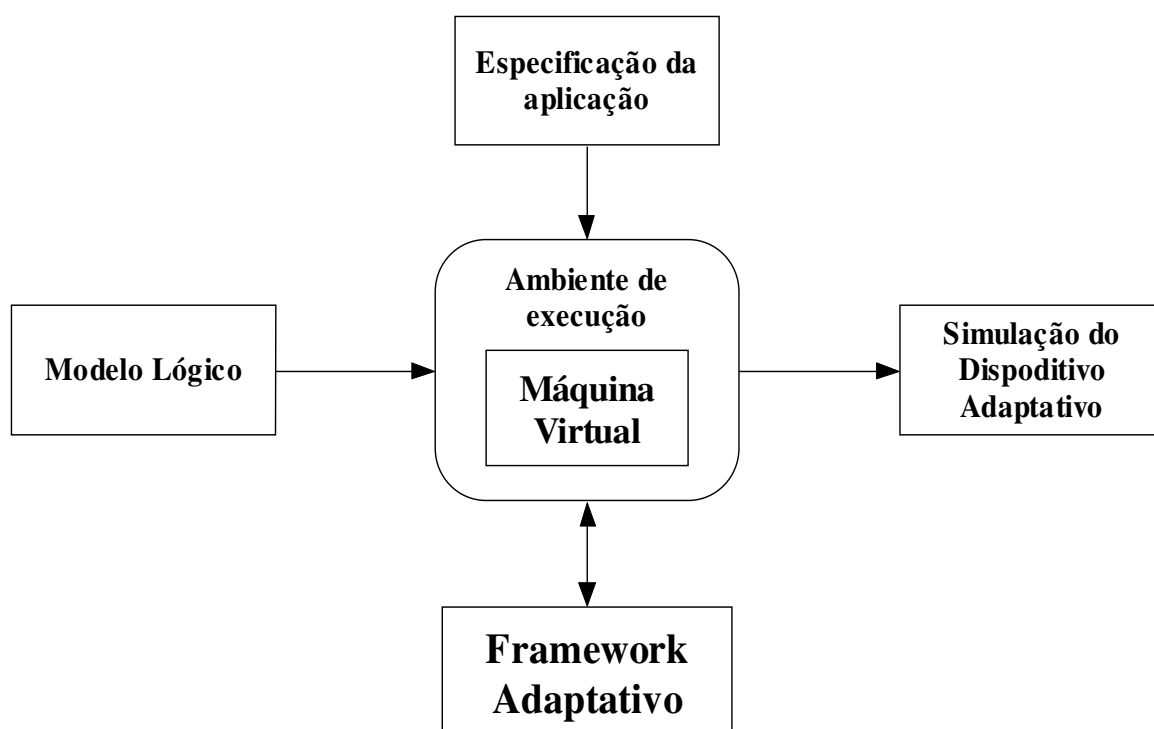 Especificação da
aplicação
Ambiente de
execução
Máquina
Virtual
Modelo Lógico
Simulação do
Dispoditivo
Adaptativo
Framework
Adaptativo